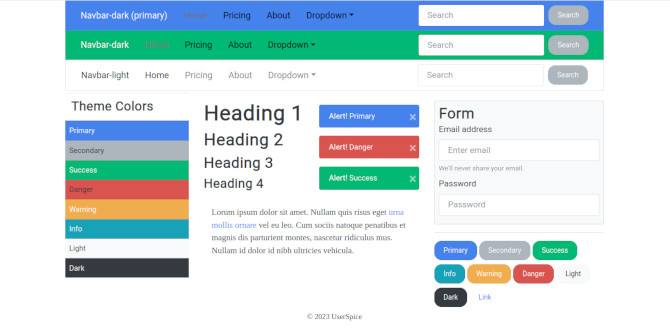 Navbar-dark (primary) Home Pricing About Dropdown Search Search
Navbar-dark Home Pricing About Dropdown Search Search
Navbar-light Home Pricing About Dropdown Search Search
Theme Colors
Primary
Secondary
Success
Danger
Warning
Info
Light
Dark
Heading 1
Heading 2
Heading 3
Heading 4
Alert! Primary ×
Alert! Danger ×
Alert! Success ×
Lorem ipsum dolor sit amet. Nullam quis risus eget urna
mollis ornare vel eu leo. Cum sociis natoque penatibus et
magnis dis parturient montes, nascetur ridiculus mus.
Nullam id dolor id nibh ultricies vehicula.
Form
Email address
Enter email
We'll never share your email.
Password
Password
Primary Secondary Success
Info Warning Danger Light
Dark Link
© 2023 UserSpice